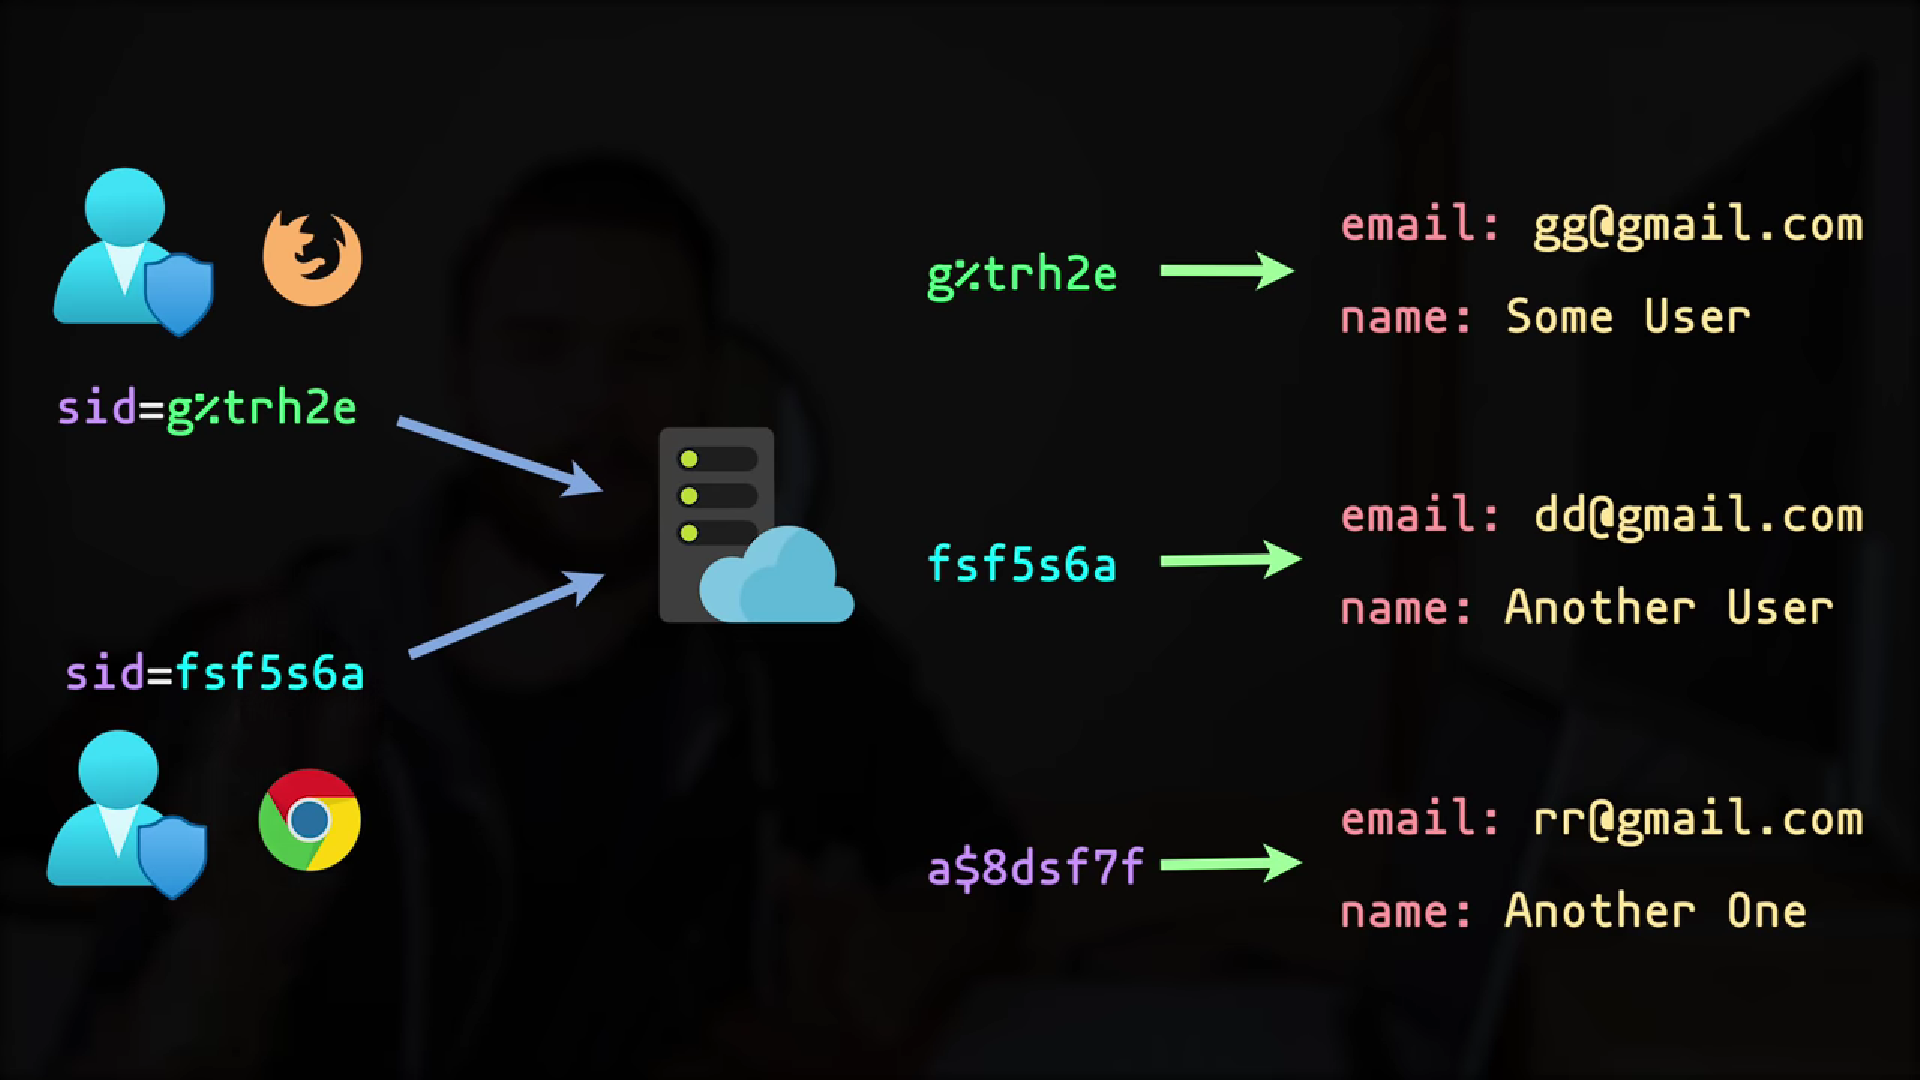 sid=g%trh2e
sid=fsf5s6a
g%trh2e
email: gg@gmail.com
name: Some User
fsf5s6a
email: dd@gmail.com
name: Another User
a$8dsf7f
email: rr@gmail.com
name: Another One